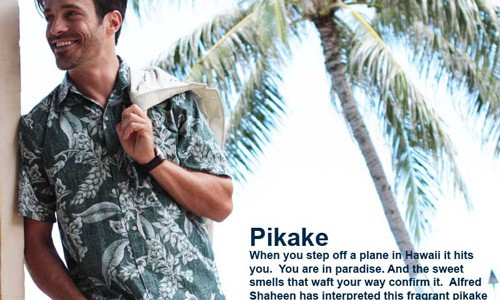 Pikake
When you step off a plane in Hawaii it hits
you.  You are in paradise. And the sweet
smells that waft your way confirm it.  Alfred
Shaheen has interpreted this fragrant pikake